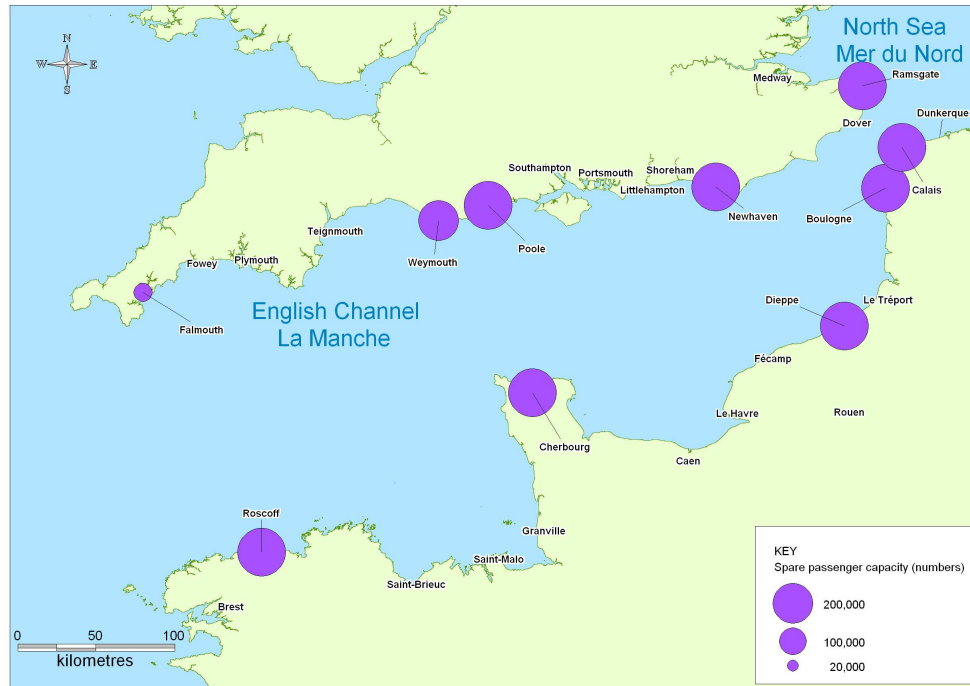 North Sea
Mer du Nord
N
W
E
S
Medway
Ramsgate
Dover
Dunkerque
Southampton
Portsmouth
Shoreham
Littlehampton
Calais
Newhaven
Boulogne
Teignmouth
Poole
Weymouth
Fowey
Plymouth
Falmouth
English Channel
La Manche
Dieppe
Le Tréport
Fécamp
Le Havre
Rouen
Cherbourg
Caen
Roscoff
Granville
Saint-Malo
Saint-Brieuc
Brest
0 50 100
kilometres
KEY
Spare passenger capacity (numbers)
200,000
100,000
20,000